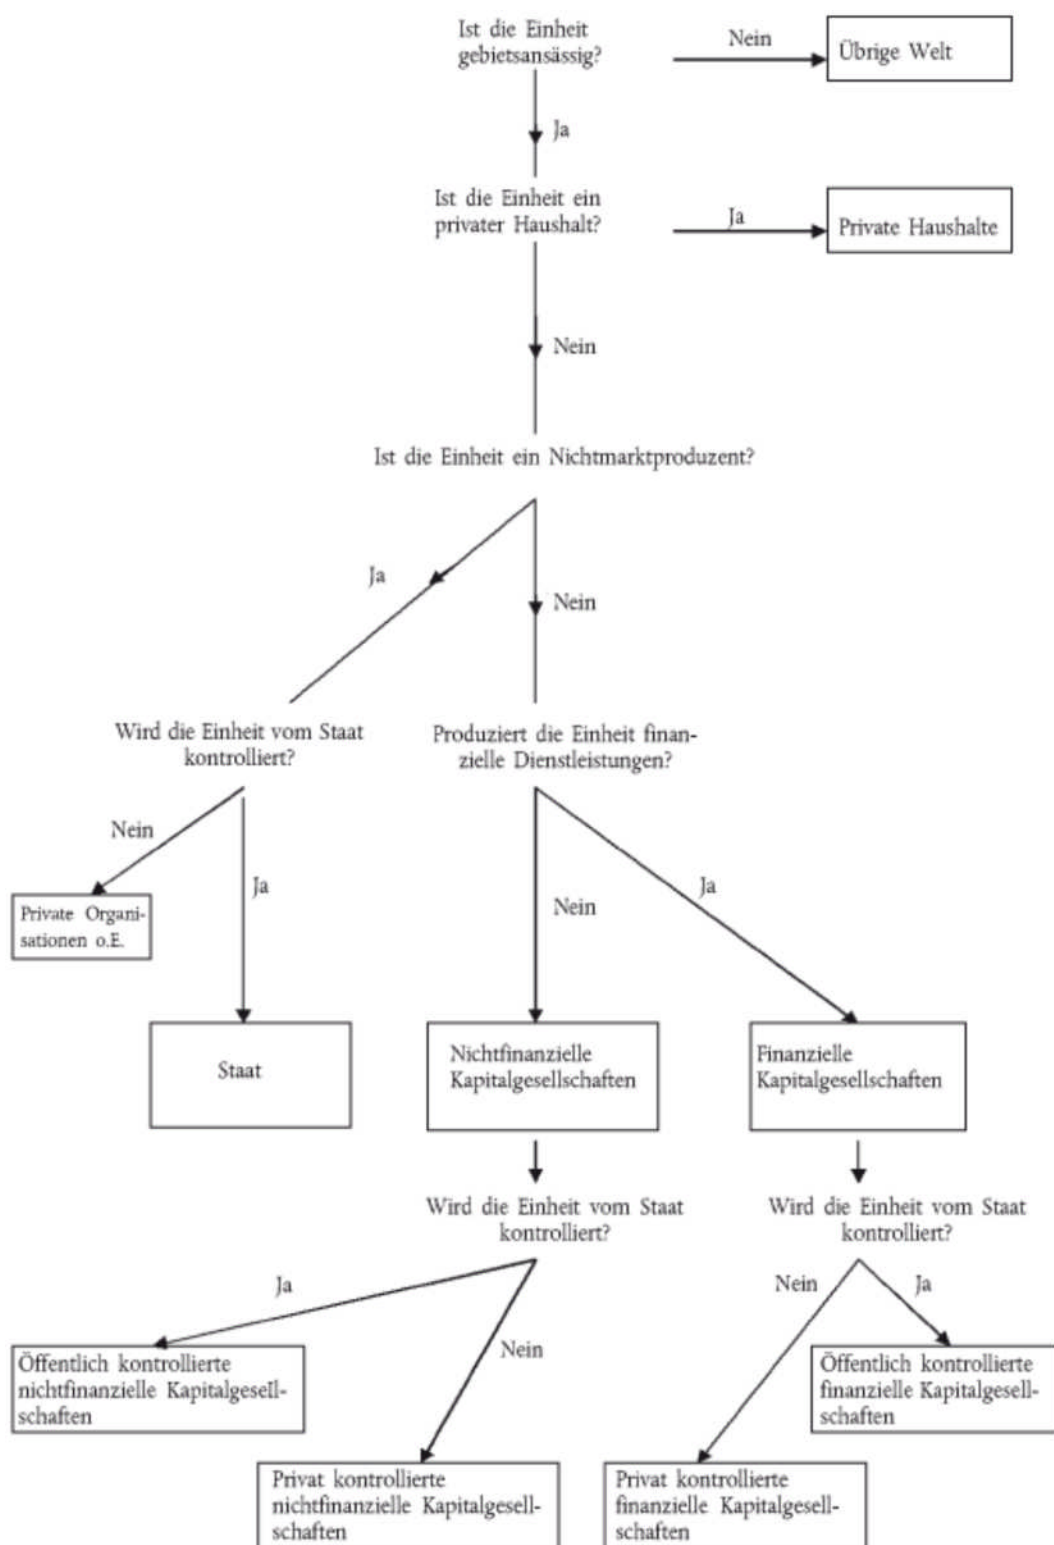 Ist die Einheit
gebietsansässig?
Nein
Übrige Welt
Ja
Ist die Einheit ein
privater Haushalt?
Ja
Private Haushalte
Nein
Ist die Einheit ein Nichtmarktproduzent?
Ja
Nein
Wird die Einheit vom Staat
kontrolliert?
Produziert die Einheit finan-
zielle Dienstleistungen?
Nein
Ja
Nein
Ja
Private Organi-
sationen o.E.
Staat
Nichtfinanzielle
Kapitalgesellschaften
Finanzielle
Kapitalgesellschaften
Wird die Einheit vom Staat
kontrolliert?
Wird die Einheit vom Staat
kontrolliert?
Ja
Nein
Nein
Ja
Öffentlich kontrollierte
nichtfinanzielle Kapitalgesell-
schaften
Öffentlich kontrollierte
finanzielle Kapitalgesell-
schaften
Privat kontrollierte
nichtfinanzielle Kapitalgesell-
schaften
Privat kontrollierte
finanzielle Kapitalgesell-
schaften